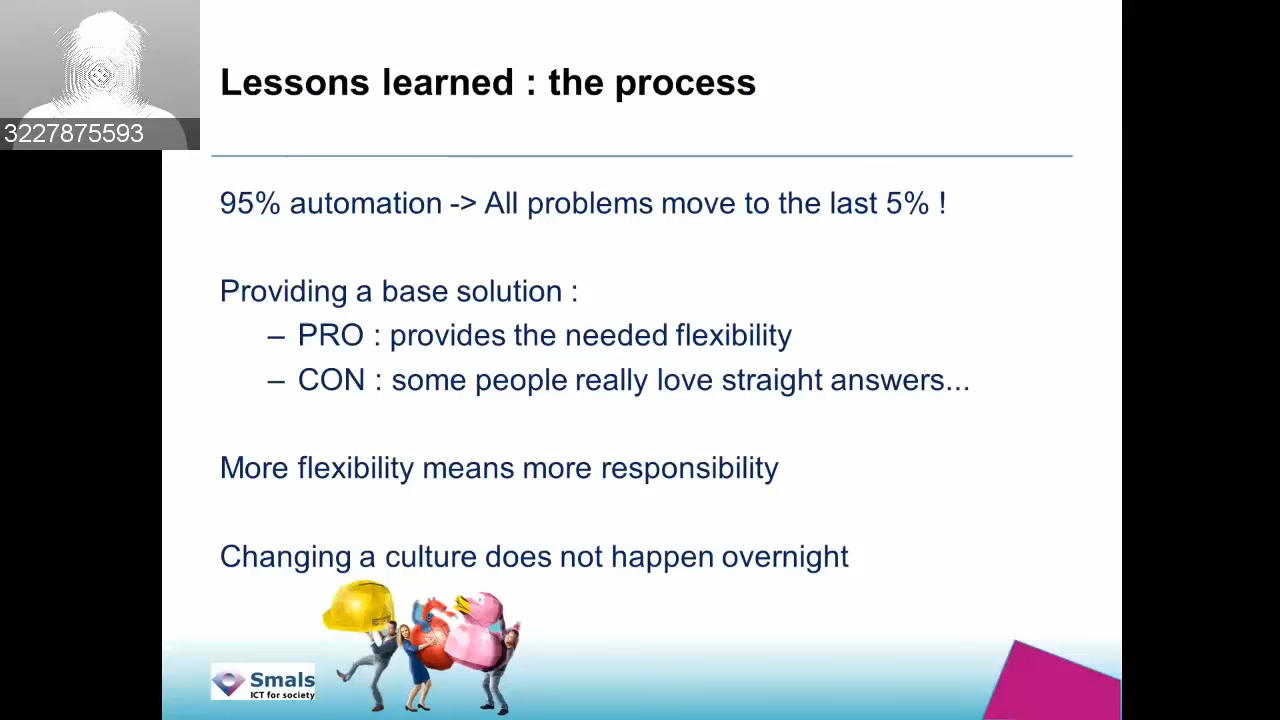 3227875593
Lessons learned : the process
95% automation -> All problems move to the last 5% !
Providing a base solution :
– PRO : provides the needed flexibility
– CON : some people really love straight answers...
More flexibility means more responsibility
Changing a culture does not happen overnight
Smals
ICT for society